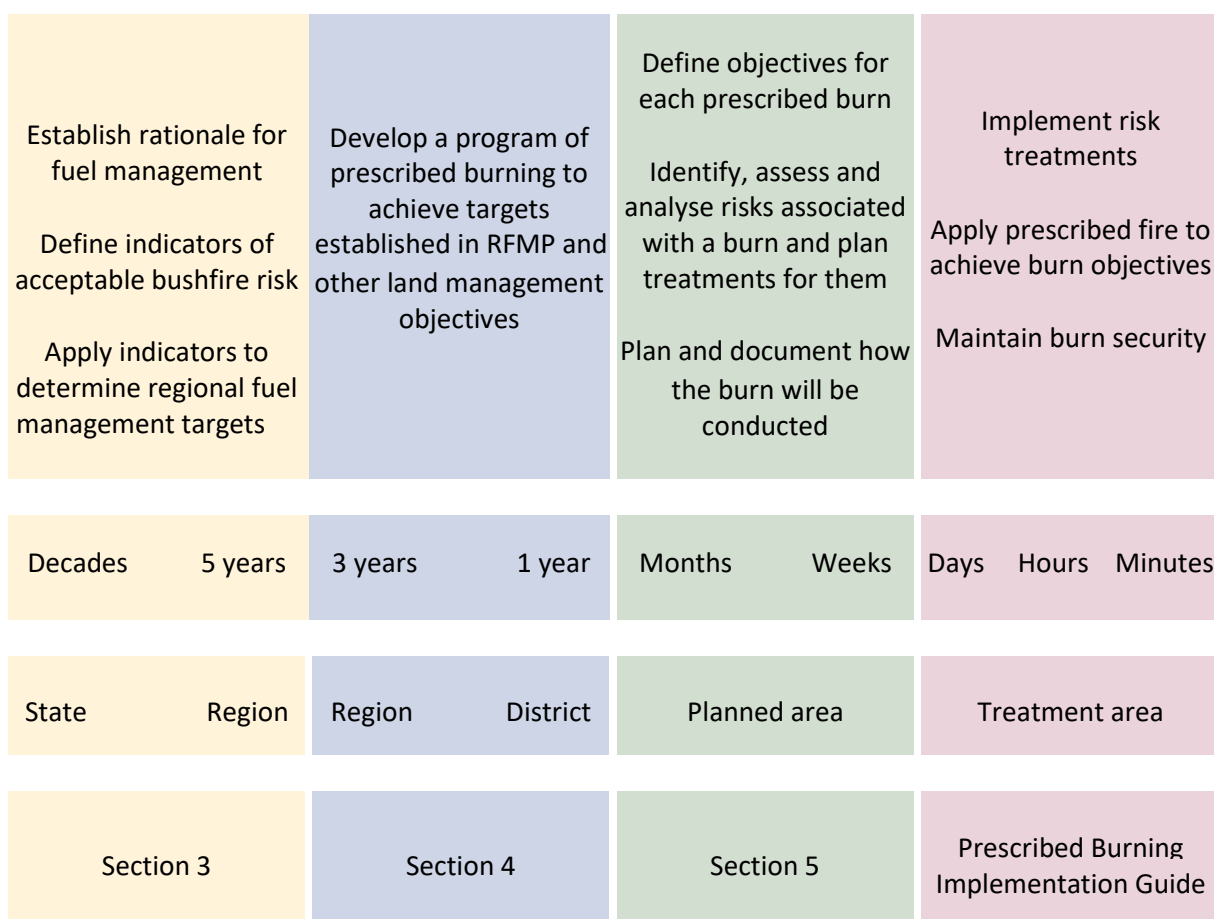 Establish rationale for
fuel management
Define indicators of
acceptable bushfire risk
Apply indicators to
determine regional fuel
management targets
Develop a program of
prescribed burning to
achieve targets
established in RFMP and
other land management
objectives
Define objectives for
each prescribed burn
Identify, assess and
analyse risks associated
with a burn and plan
treatments for them
Plan and document how
the burn will be
conducted
Implement risk
treatments
Apply prescribed fire to
achieve burn objectives
Maintain burn security
Decades 5 years 3 years 1 year Months Weeks Days Hours Minutes
State Region Region District Planned area Treatment area
Section 3
Section 4
Section 5
Prescribed Burning
Implementation Guide